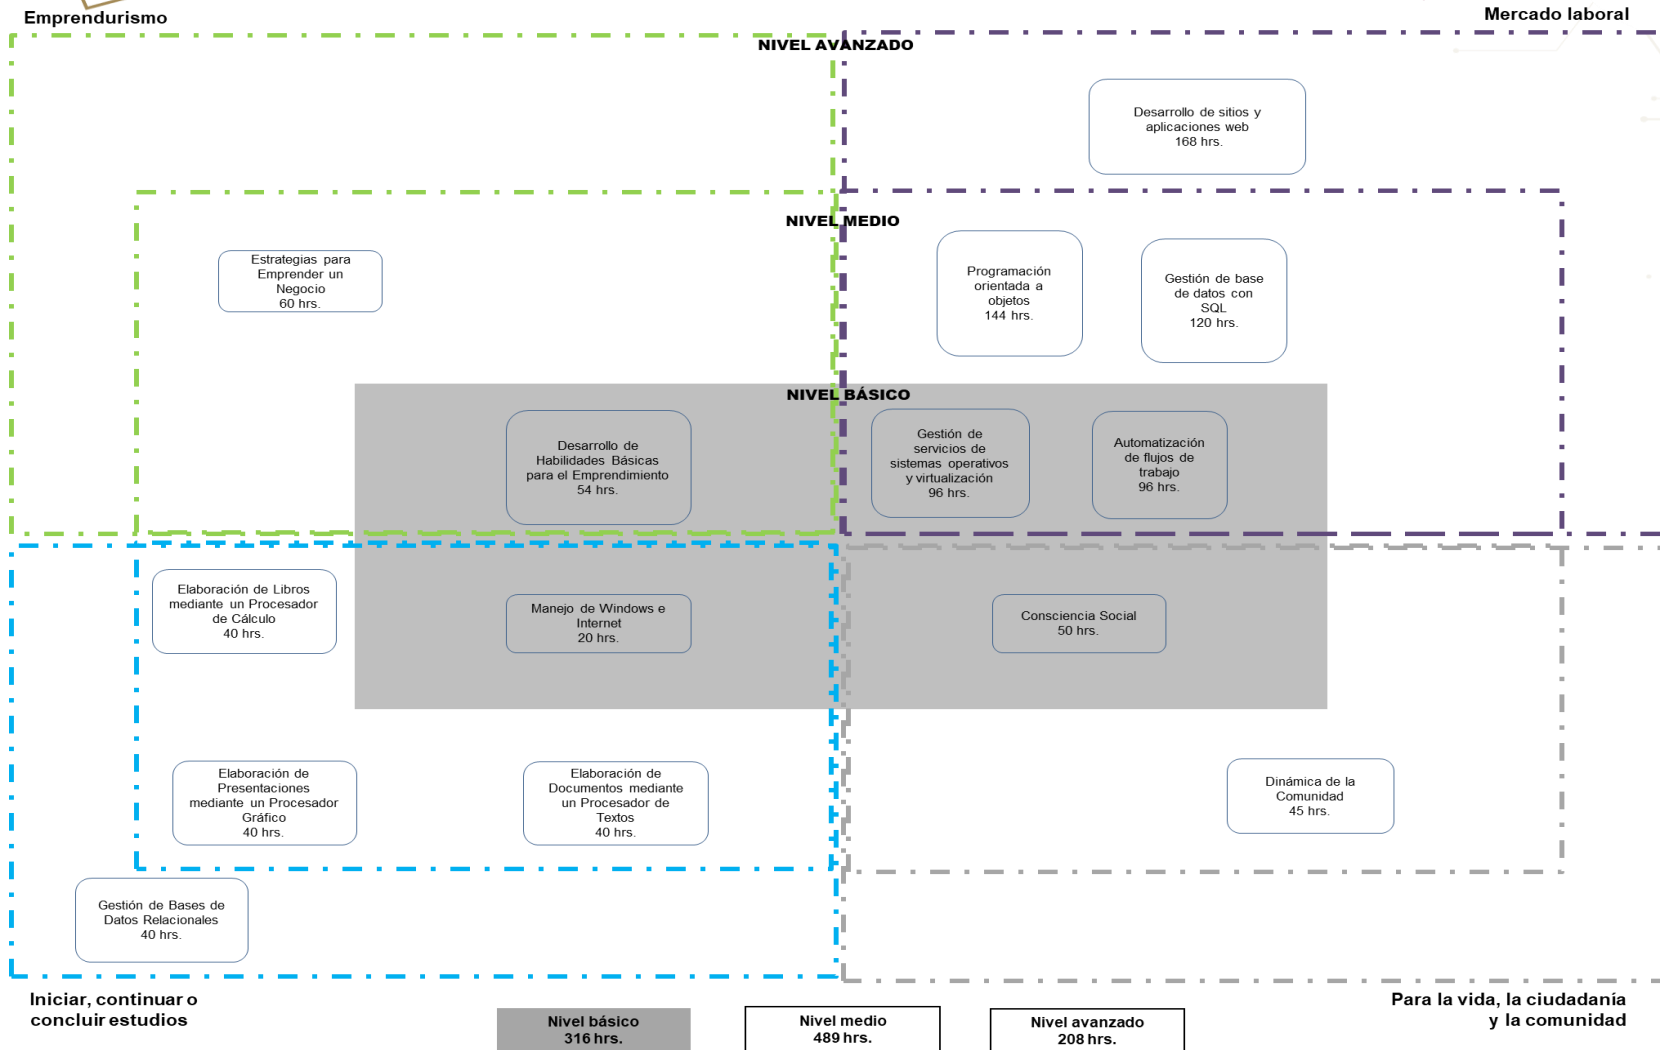 Emprendurismo
Mercado laboral
NIVEL AVANZADO
Desarrollo de sitios y
aplicaciones web
168 hrs.
NIVEL MEDIO
Estrategias para
Emprender un
Negocio
60 hrs.
Programación
orientada a
objetos
144 hrs.
Gestión de base
de datos con
SQL
120 hrs.
NIVEL BÁSICO
Desarrollo de
Habilidades Básicas
para el Emprendimiento
54 hrs.
Gestión de
servicios de
sistemas operativos
y virtualización
96 hrs.
Automatización
de flujos de
trabajo
96 hrs.
Elaboración de Libros
mediante un Procesador
de Cálculo
40 hrs.
Manejo de Windows e
Internet
20 hrs.
Consciencia Social
50 hrs.
Elaboración de
Presentaciones
mediante un Procesador
Gráfico
40 hrs.
Elaboración de
Documentos mediante
un Procesador de
Textos
40 hrs.
Dinámica de la
Comunidad
45 hrs.
Gestión de Bases de
Datos Relacionales
40 hrs.
Iniciar, continuar o
concluir estudios
Para la vida, la ciudadanía
y la comunidad
Nivel básico
316 hrs.
Nivel medio
489 hrs.
Nivel avanzado
208 hrs.